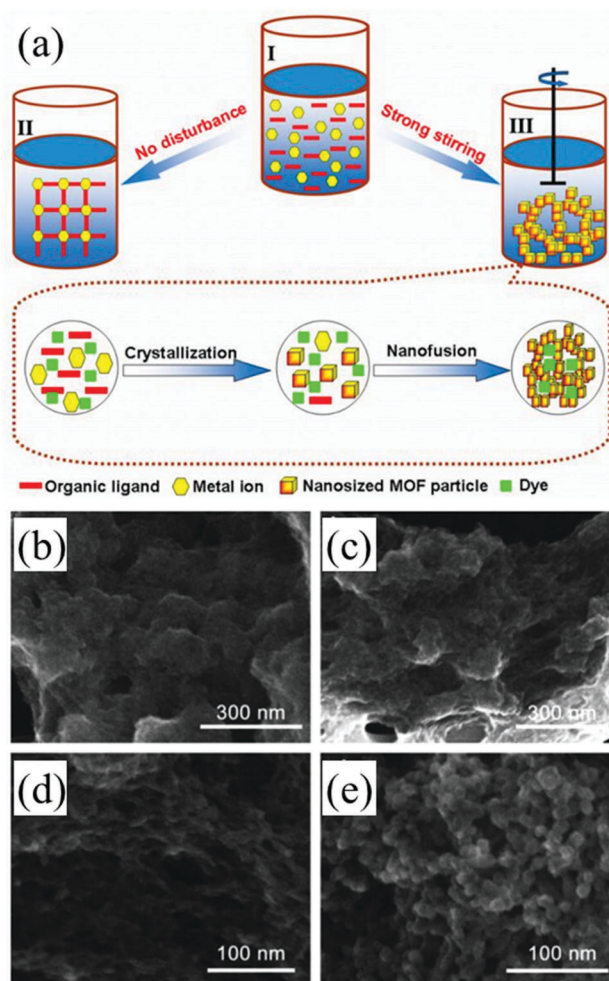 (a)
I
II
III
No disturbance
Strong stirring
Crystallization
Nanofusion
Organic ligand
Metal ion
Nanosized MOF particle
Dye
(b)
300 nm
(c)
300 nm
(d)
100 nm
(e)
100 nm